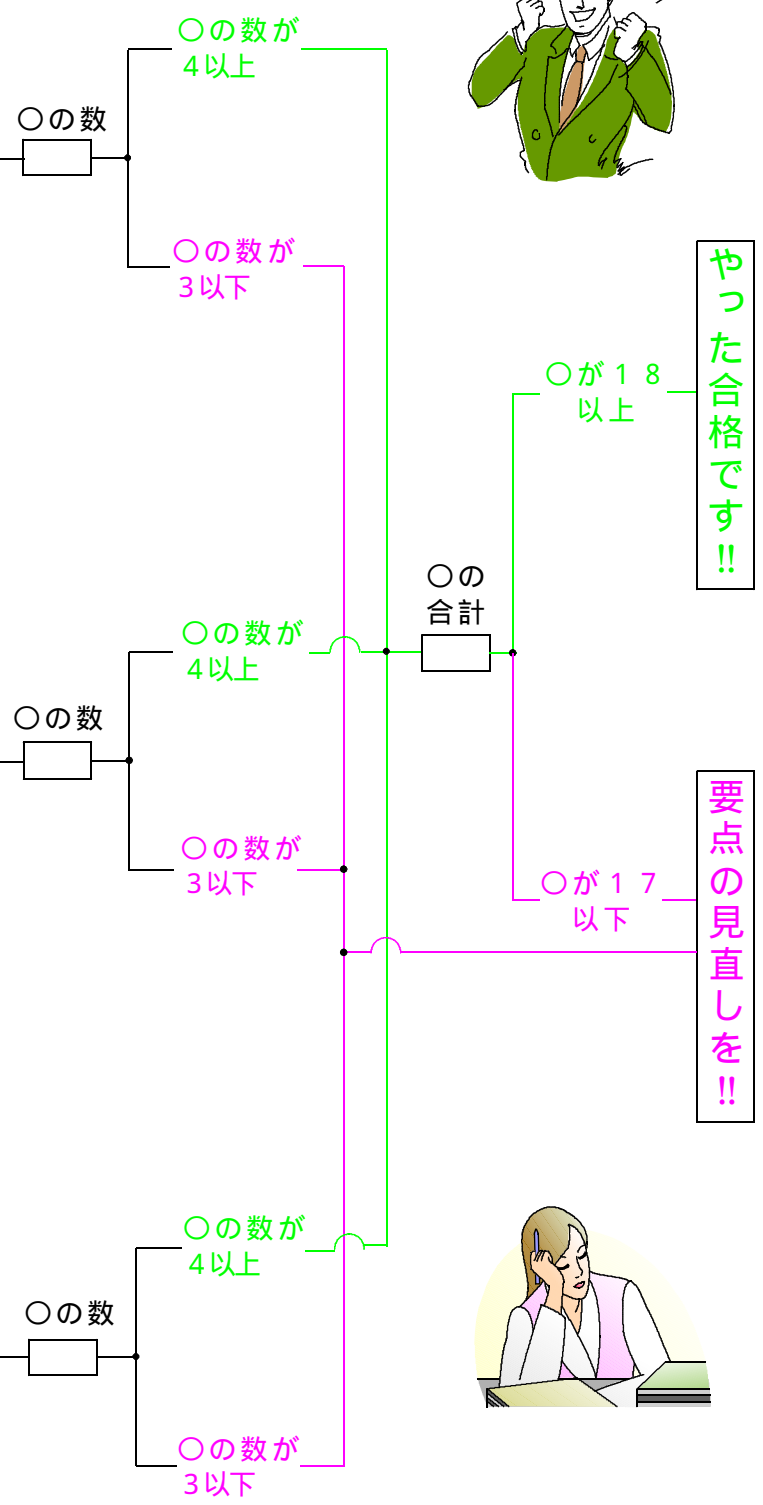 〇の数が
4以上
〇の数
〇の数が
3以下
やった合格です!!
〇が１８
以上
〇の
合計
〇の数が
4以上
〇の数
〇の数が
3以下
要点の見直しを!!
〇が１７
以下
〇の数が
4以上
〇の数
〇の数が
3以下